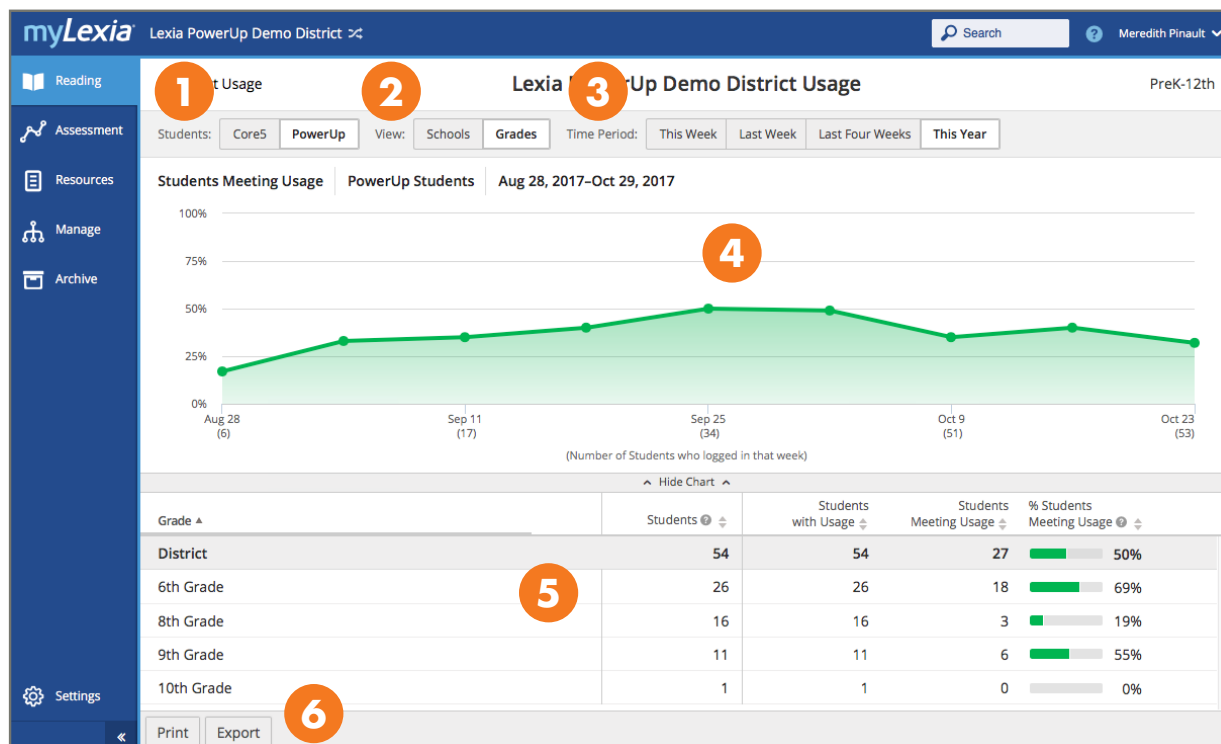 myLexia Lexia PowerUp Demo District Search ? Meredith Pinault
Reading
Assessment
Resources
Manage
Archive
Settings
«
1 t Usage 2 Lexia P 3 rUp Demo District Usage PreK-12th
Students: Core5 PowerUp View: Schools Grades Time Period: This Week Last Week Last Four Weeks This Year
Students Meeting Usage PowerUp Students Aug 28, 2017–Oct 29, 2017
100%
75%
4
50%
25%
0%
Aug 28 Sep 11 Sep 25 Oct 9 Oct 23
(6) (17) (34) (51) (53)
(Number of Students who logged in that week)
Hide Chart
Grade Students ? Students with Usage Students Meeting Usage % Students Meeting Usage ?
District 54 54 27 50%
6th Grade 26 26 18 69%
5
8th Grade 16 16 3 19%
9th Grade 11 11 6 55%
10th Grade 1 1 0 0%
Print Export 6